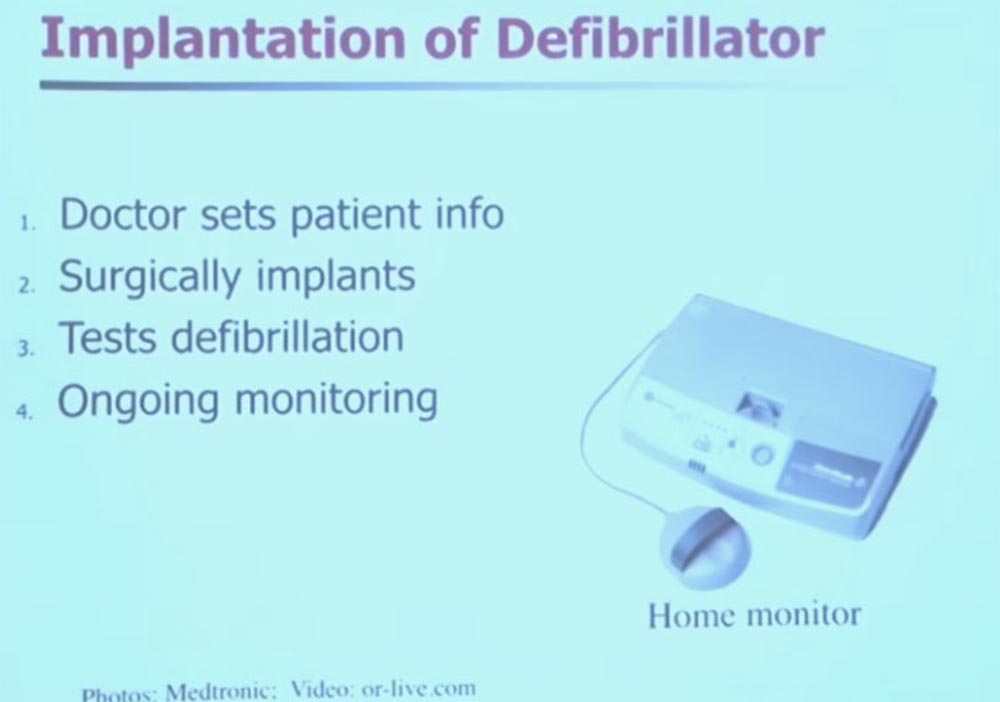 Implantation of Defibrillator
1. Doctor sets patient info
2. Surgically implants
3. Tests defibrillation
4. Ongoing monitoring
Home monitor
Photos: Medtronic; Video: or-live.com